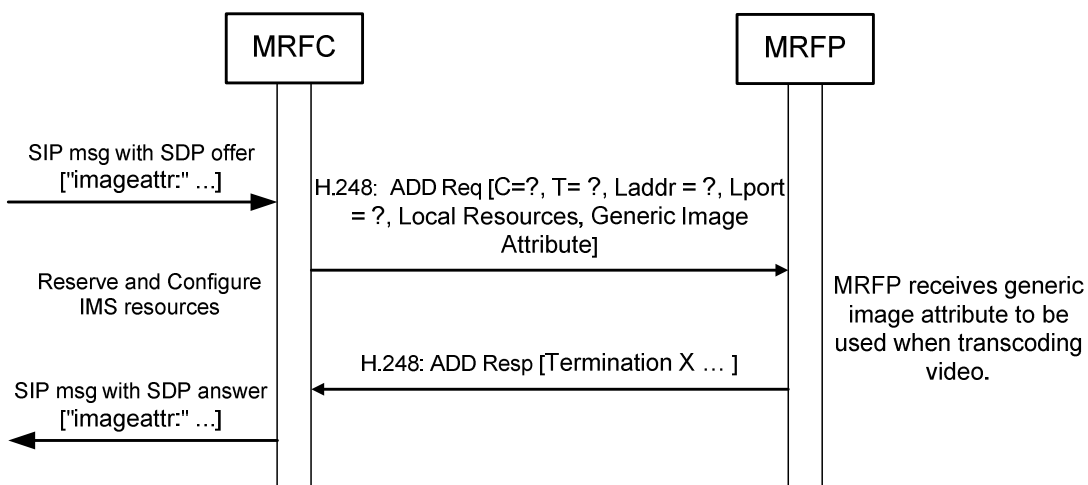 MRFC
MRFP
SIP msg with SDP offer
["imageattr:" ...]
H.248: ADD Req [C=?, T= ?, Laddr = ?, Lport
= ?, Local Resources, Generic Image
Attribute]
Reserve and Configure
IMS resources
MRFP receives generic
image attribute to be
used when transcoding
video.
H.248: ADD Resp [Termination X ... ]
SIP msg with SDP answer
["imageattr:" ...]